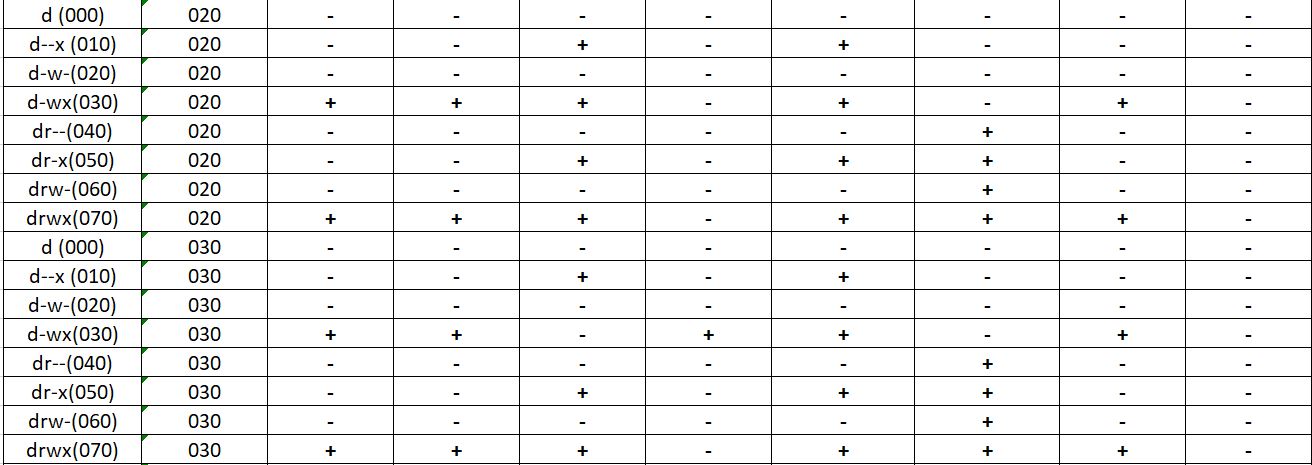 d (000) 020 - - - - - - - -
d--x (010) 020 - - + - + - - -
d-w-(020) 020 - - - - - - - -
d-wx(030) 020 + + + - + - + -
dr--(040) 020 - - - - - + - -
dr-x(050) 020 - - + - + + - -
drw-(060) 020 - - - - - + - -
drwx(070) 020 + + + - + + + -
d (000) 030 - - - - - - - -
d--x (010) 030 - - + - + - - -
d-w-(020) 030 - - - - - - - -
d-wx(030) 030 + + - + + - + -
dr--(040) 030 - - - - - + - -
dr-x(050) 030 - - + - + + - -
drw-(060) 030 - - - - - + - -
drwx(070) 030 + + + - + + + -